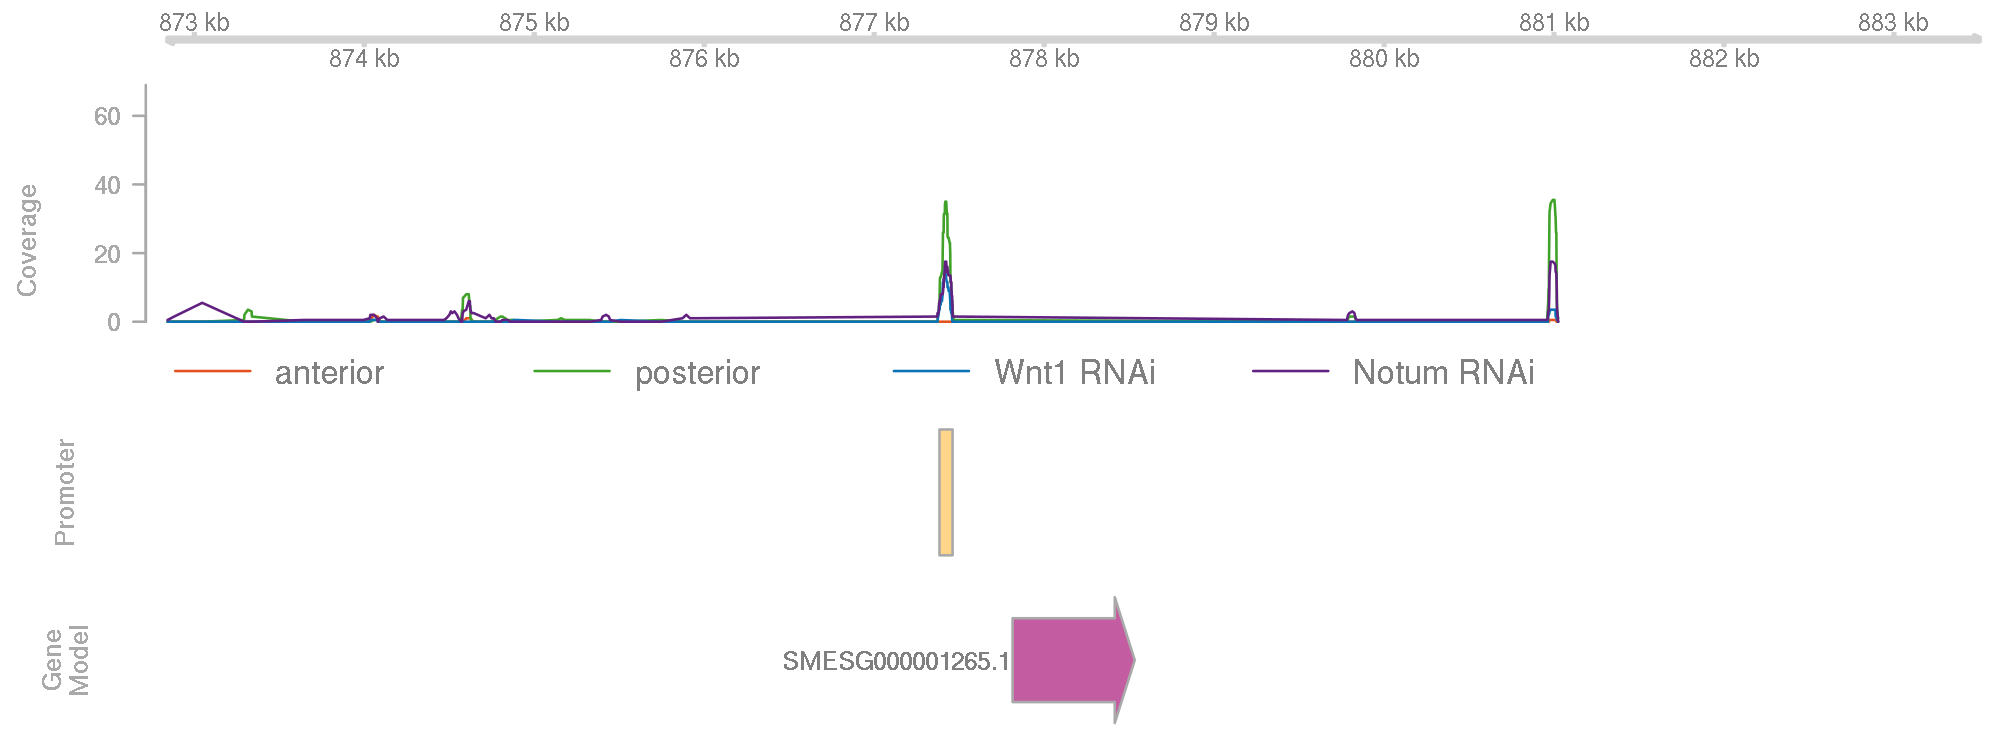 873 kb 875 kb 877 kb 879 kb 881 kb 883 kb
874 kb 876 kb 878 kb 880 kb 882 kb
Coverage
60
40
20
0
anterior posterior Wnt1 RNAi Notum RNAi
Promoter
Gene
Model
SMESG000001265.1